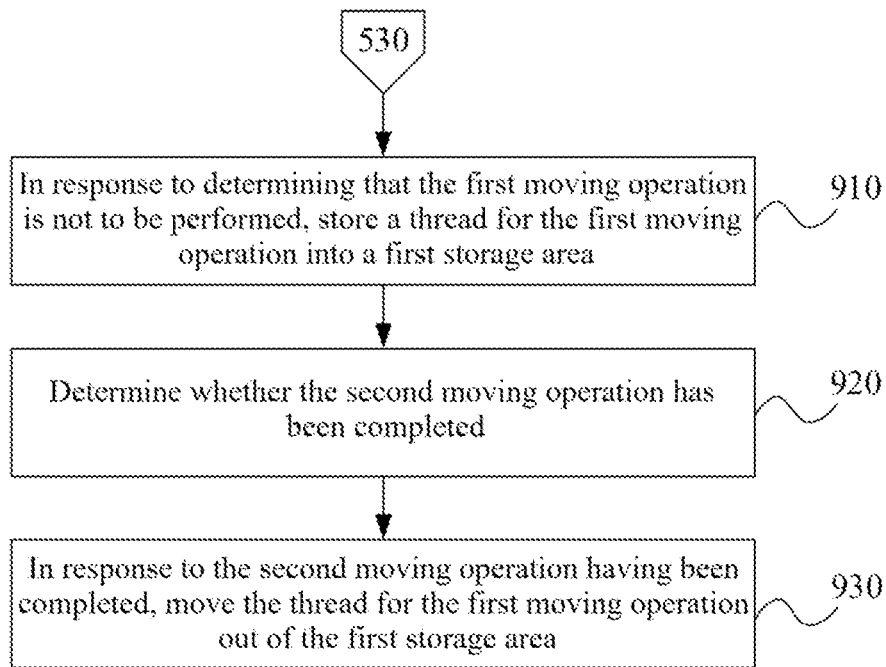 530
In response to determining that the first moving operation
is not to be performed, store a thread for the first moving
operation into a first storage area
910
Determine whether the second moving operation has
been completed
920
In response to the second moving operation having been
completed, move the thread for the first moving operation
out of the first storage area
930